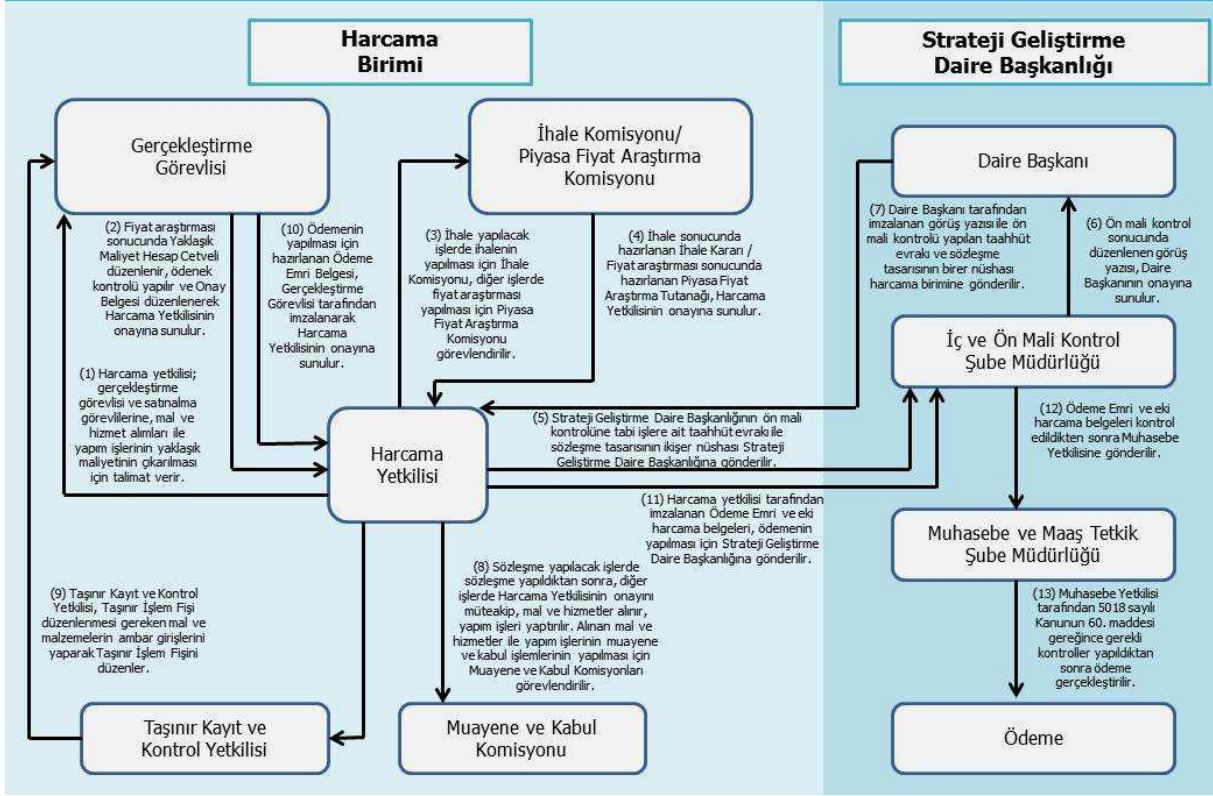 Harcama
Birimi
Strateji Geliştirme
Daire Başkanlığı
Gerçekleştirme
Görevlisi
İhale Komisyonu/
Piyasa Fiyat Araştırma
Komisyonu
Daire Başkanı
(2) Fiyat araştırması
sonucunda Yaklaşık
Maliyet Hesap Cetveli
düzenlenir, ödenek
kontrolü yapılır ve Onay
Belgesi düzenlenerek
Harcama Yetkilisinin
onayına sunulur.
(10) Ödemenin
yapılması için
hazırlanan Ödeme
Emri Belgesi,
Gerçekleştirme
Görevlisi tarafından
imzalanarak
Harcama
Yetkilisinin onayına
sunulur.
(3) İhale yapılacak
işlerde ihalenin
yapılması için İhale
Komisyonu, diğer işlerde
fiyat araştırması
yapılması için Piyasa
Fiyat Araştırma
Komisyonu
görevlendirilir.
(4) İhale sonucunda
hazırlanan İhale Kararı /
Fiyat araştırması sonucunda
hazırlanan Piyasa Fiyat
Araştırma Tutanağı, Harcama
Yetkilisinin onayına sunulur.
(7) Daire Başkanı tarafından
imzalanan görüş yazısı ile ön
mali kontrolü yapılan taahhüt
evrakı ve sözleşme
tasarısının birer nüshası
harcama birimine gönderilir.
(6) Ön mali kontrol
sonucunda
düzenlenen görüş
yazısı, Daire
Başkanının onayına
sunulur.
İç ve Ön Mali Kontrol
Şube Müdürlüğü
(1) Harcama yetkilisi;
gerçekleştirme
görevlisi ve satınalma
görevlilerine, mal ve
hizmet alımları ile
yapım işlerinin yaklaşık
maliyetinin çıkarılması
için talimat verir.
Harcama
Yetkilisi
(5) Strateji Geliştirme Daire Başkanlığının ön mali
kontrolüne tabi işlere ait taahhüt evrakı ile
sözleşme tasarısının ikişer nüshası Strateji
Geliştirme Daire Başkanlığına gönderilir.
(12) Ödeme Emri ve eki
harcama belgeleri kontrol
edildikten sonra Muhasebe
Yetkilisine gönderilir.
(11) Harcama yetkilisi tarafından
imzalanan Ödeme Emri ve eki
harcama belgeleri, ödemenin
yapılması için Strateji Geliştirme
Daire Başkanlığına gönderilir.
Muhasebe ve Maaş Tetkik
Şube Müdürlüğü
(9) Taşınır Kayıt ve Kontrol
Yetkilisi, Taşınır İşlem Fişi
düzenlenmesi gereken mal ve
malzemelerin ambar girişlerini
yaparak Taşınır İşlem Fişini
düzenler.
(8) Sözleşme yapılacak işlerde
sözleşme yapıldıktan sonra, diğer
işlerde Harcama Yetkilisinin onayını
müteakip, mal ve hizmetler alınır,
yapım işleri yaptırılır. Alınan mal ve
hizmetler ile yapım işlerinin muayene
ve kabul işlemlerinin yapılması için
Muayene ve Kabul Komisyonları
görevlendirilir.
(13) Muhasebe Yetkilisi
tarafından 5018 sayılı
Kanunun 60. maddesi
gereğince gerekli
kontroller yapıldıktan
sonra ödeme
gerçekleştirilir.
Taşınır Kayıt ve
Kontrol Yetkilisi
Muayene ve Kabul
Komisyonu
Ödeme